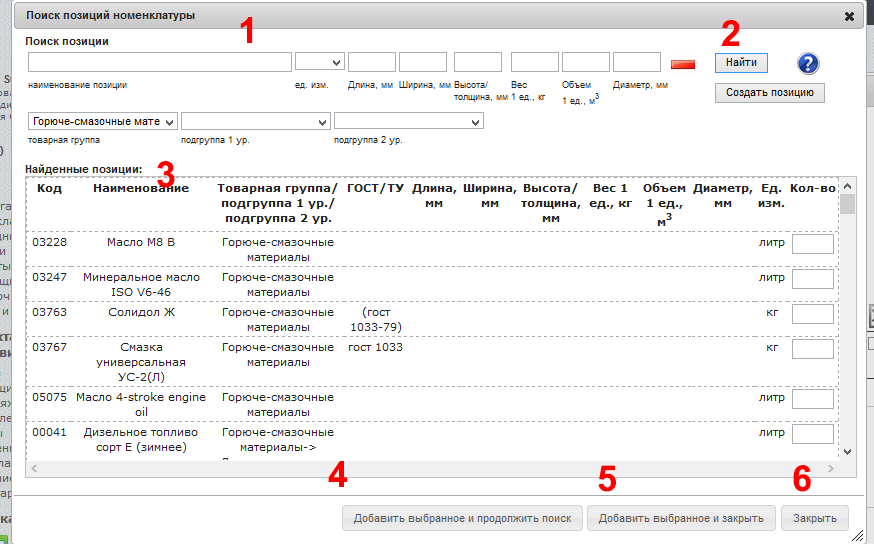 Поиск позиций номенклатуры
1
2
Поиск позиции
Найти
наименование позиции ед. изм. Длина, мм Ширина, мм Высота/ толщина, мм Вес 1 ед., кг Объем 1 ед., м3 Диаметр, мм
Создать позицию
Горюче-смазочные мате
товарная группа подгруппа 1 ур. подгруппа 2 ур.
3
Найденные позиции:
Код Наименование Товарная группа/ подгруппа 1 ур./ подгруппа 2 ур. ГОСТ/ТУ Длина, мм Ширина, мм Высота/ толщина, мм Вес 1 ед., кг Объем 1 ед., м3 Диаметр, мм Ед. изм. Кол-во
03228 Масло М8 В Горюче-смазочные материалы литр
03247 Минеральное масло ISO V6-46 Горюче-смазочные материалы литр
03763 Солидол Ж Горюче-смазочные материалы (гост 1033-79) кг
03767 Смазка универсальная УС-2(Л) Горюче-смазочные материалы гост 1033 кг
05075 Масло 4-stroke engine oil Горюче-смазочные материалы литр
00041 Дизельное топливо сорт Е (зимнее) Горюче-смазочные материалы-> литр
4
5
6
Добавить выбранное и продолжить поиск
Добавить выбранное и закрыть
Закрыть